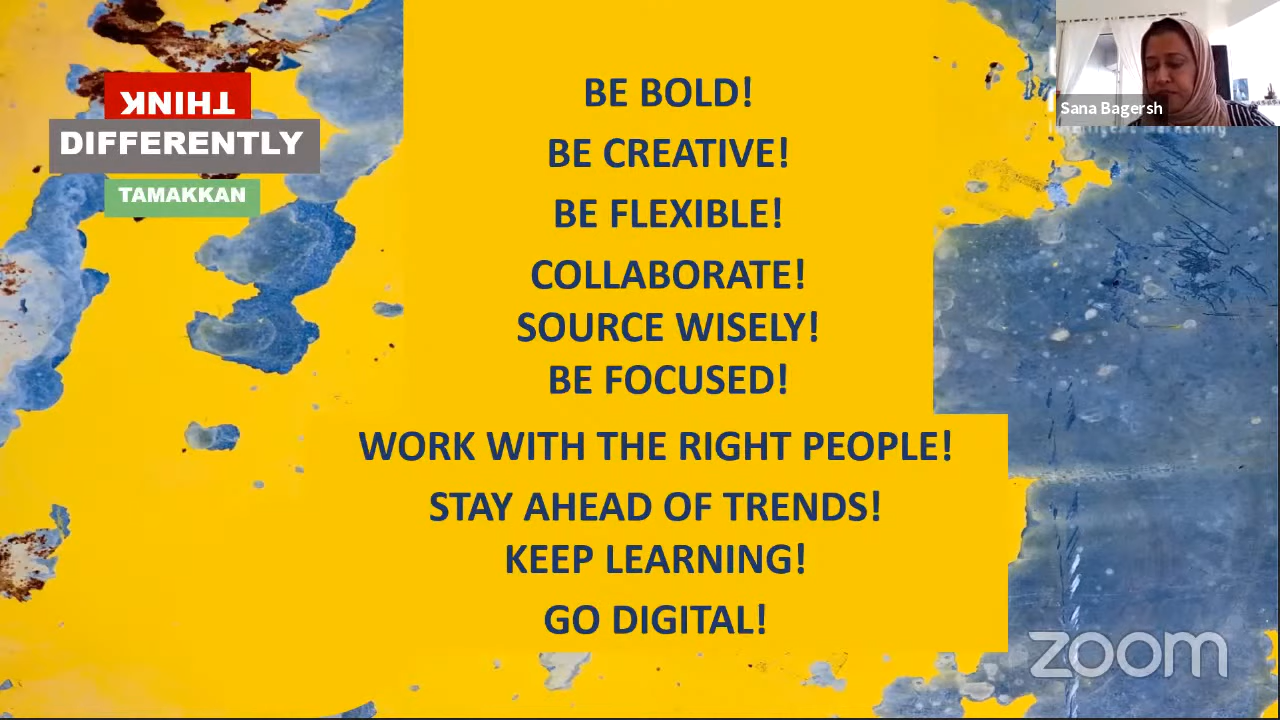 THINK
DIFFERENTLY
TAMAKKAN
BE BOLD!
BE CREATIVE!
BE FLEXIBLE!
COLLABORATE!
SOURCE WISELY!
BE FOCUSED!
WORK WITH THE RIGHT PEOPLE!
STAY AHEAD OF TRENDS!
KEEP LEARNING!
GO DIGITAL!
Sana Bagersh
zoom